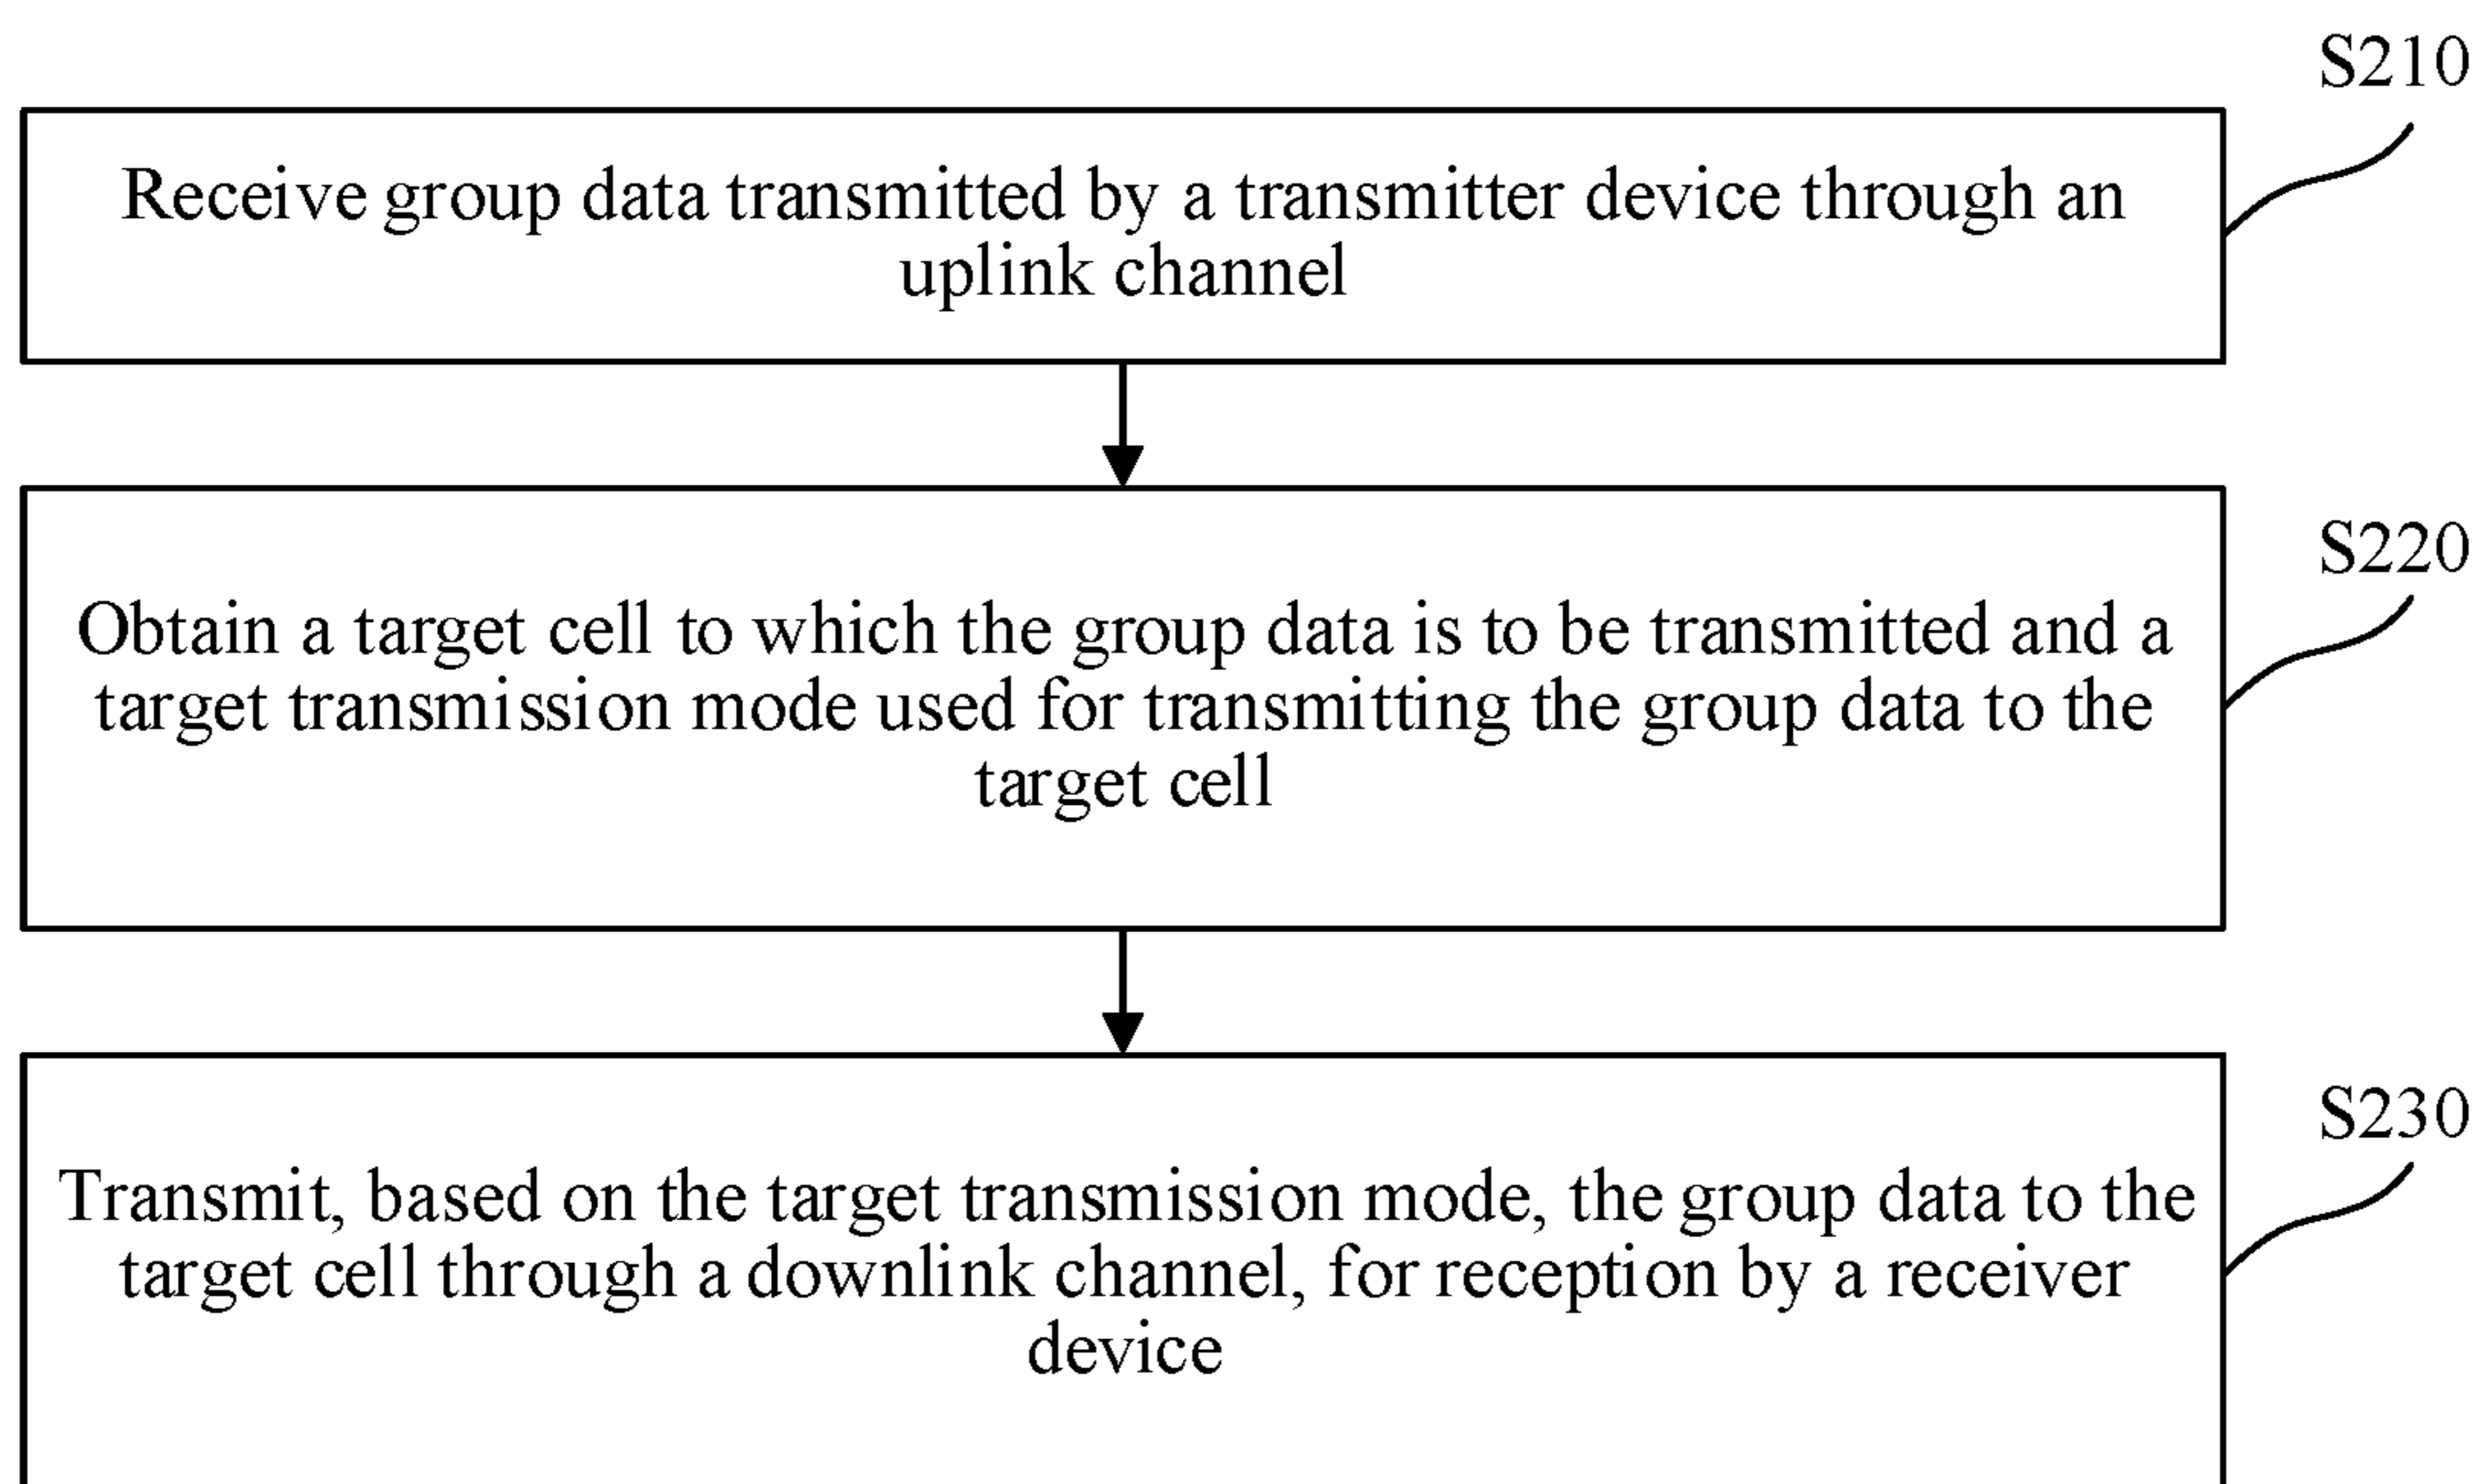 S210
Receive group data transmitted by a transmitter device through an
uplink channel
S220
Obtain a target cell to which the group data is to be transmitted and a
target transmission mode used for transmitting the group data to the
target cell
S230
Transmit, based on the target transmission mode, the group data to the
target cell through a downlink channel, for reception by a receiver
device